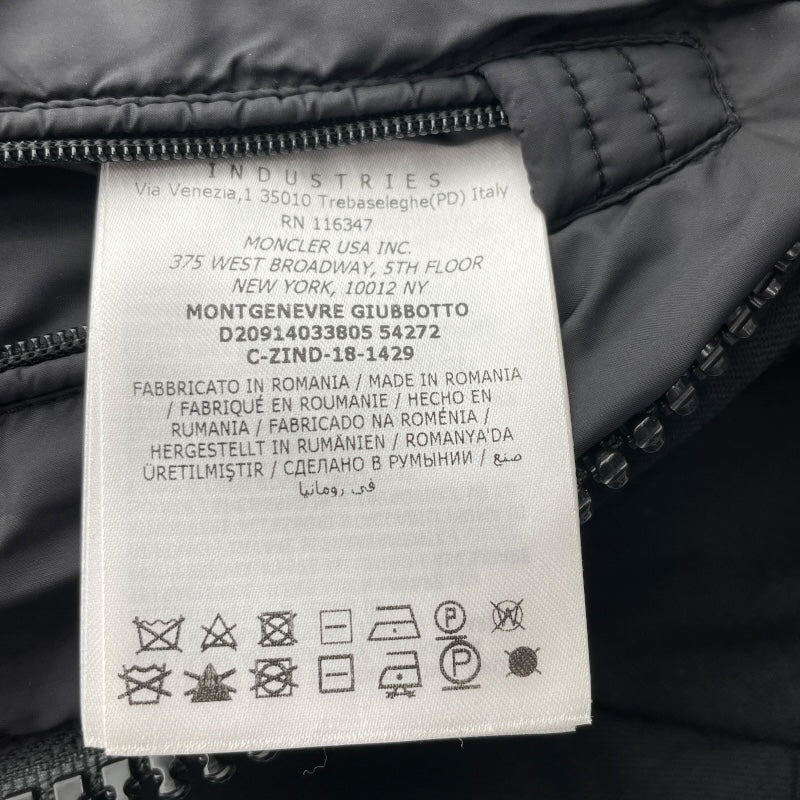 INDUSTRIES
Via Venezia,1 35010 Trebaseleghe(PD) Italy
RN 116347
MONCLER USA INC.
375 WEST BROADWAY, 5TH FLOOR
NEW YORK, 10012 NY
MONTGENEVRE GIUBBOTTO
D20914033805 54272
C-ZIND-18-1429
FABBRICATO IN ROMANIA / MADE IN ROMANIA
/ FABRIQUÉ EN ROUMANIE / HECHO EN
RUMANIA / FABRICADO NA ROMÉNIA /
HERGESTELLT IN RUMÄNIEN / ROMANYA'DA
ÜRETILMIŞTIR / СДЕЛАНО В РУМЫНИИ / صنع
في رومانيا
P W
P